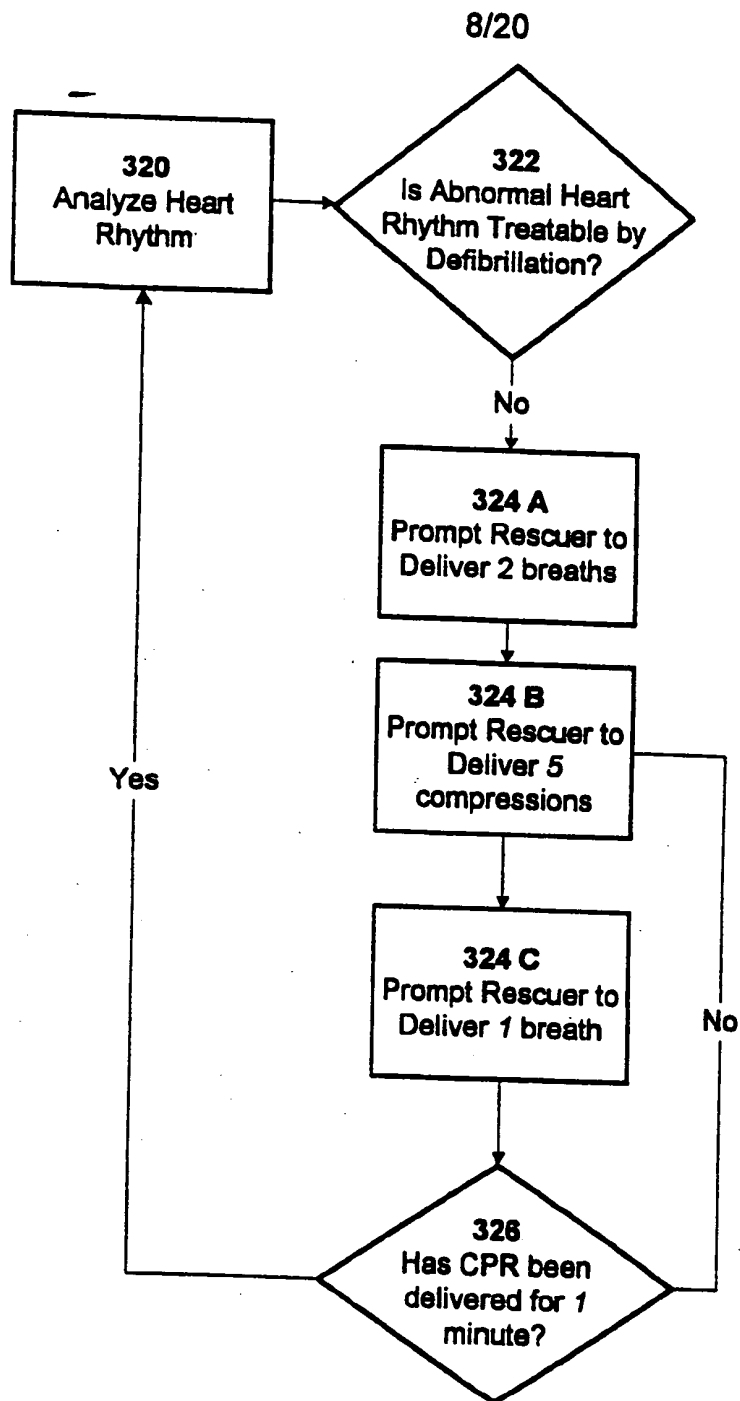 8/20
320
Analyze Heart
Rhythm
322
Is Abnormal Heart
Rhythm Treatable by
Defibrillation?
No
324 A
Prompt Rescuer to
Deliver 2 breaths
324 B
Prompt Rescuer to
Deliver 5
compressions
Yes
324 C
Prompt Rescuer to
Deliver 1 breath
No
326
Has CPR been
delivered for 1
minute?